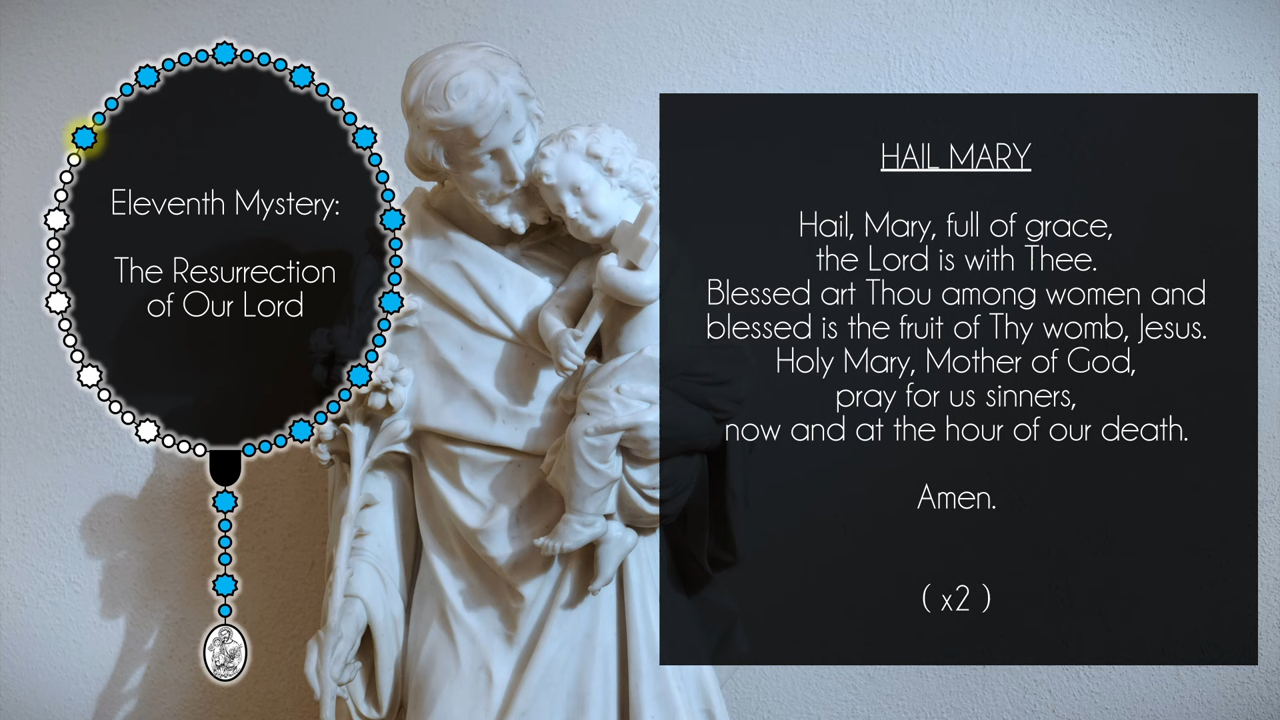 Eleventh Mystery:
The Resurrection
of Our Lord
HAIL MARY
Hail, Mary, full of grace,
the Lord is with Thee.
Blessed art Thou among women and
blessed is the fruit of Thy womb, Jesus.
Holy Mary, Mother of God,
pray for us sinners,
now and at the hour of our death.
Amen.
( x2 )